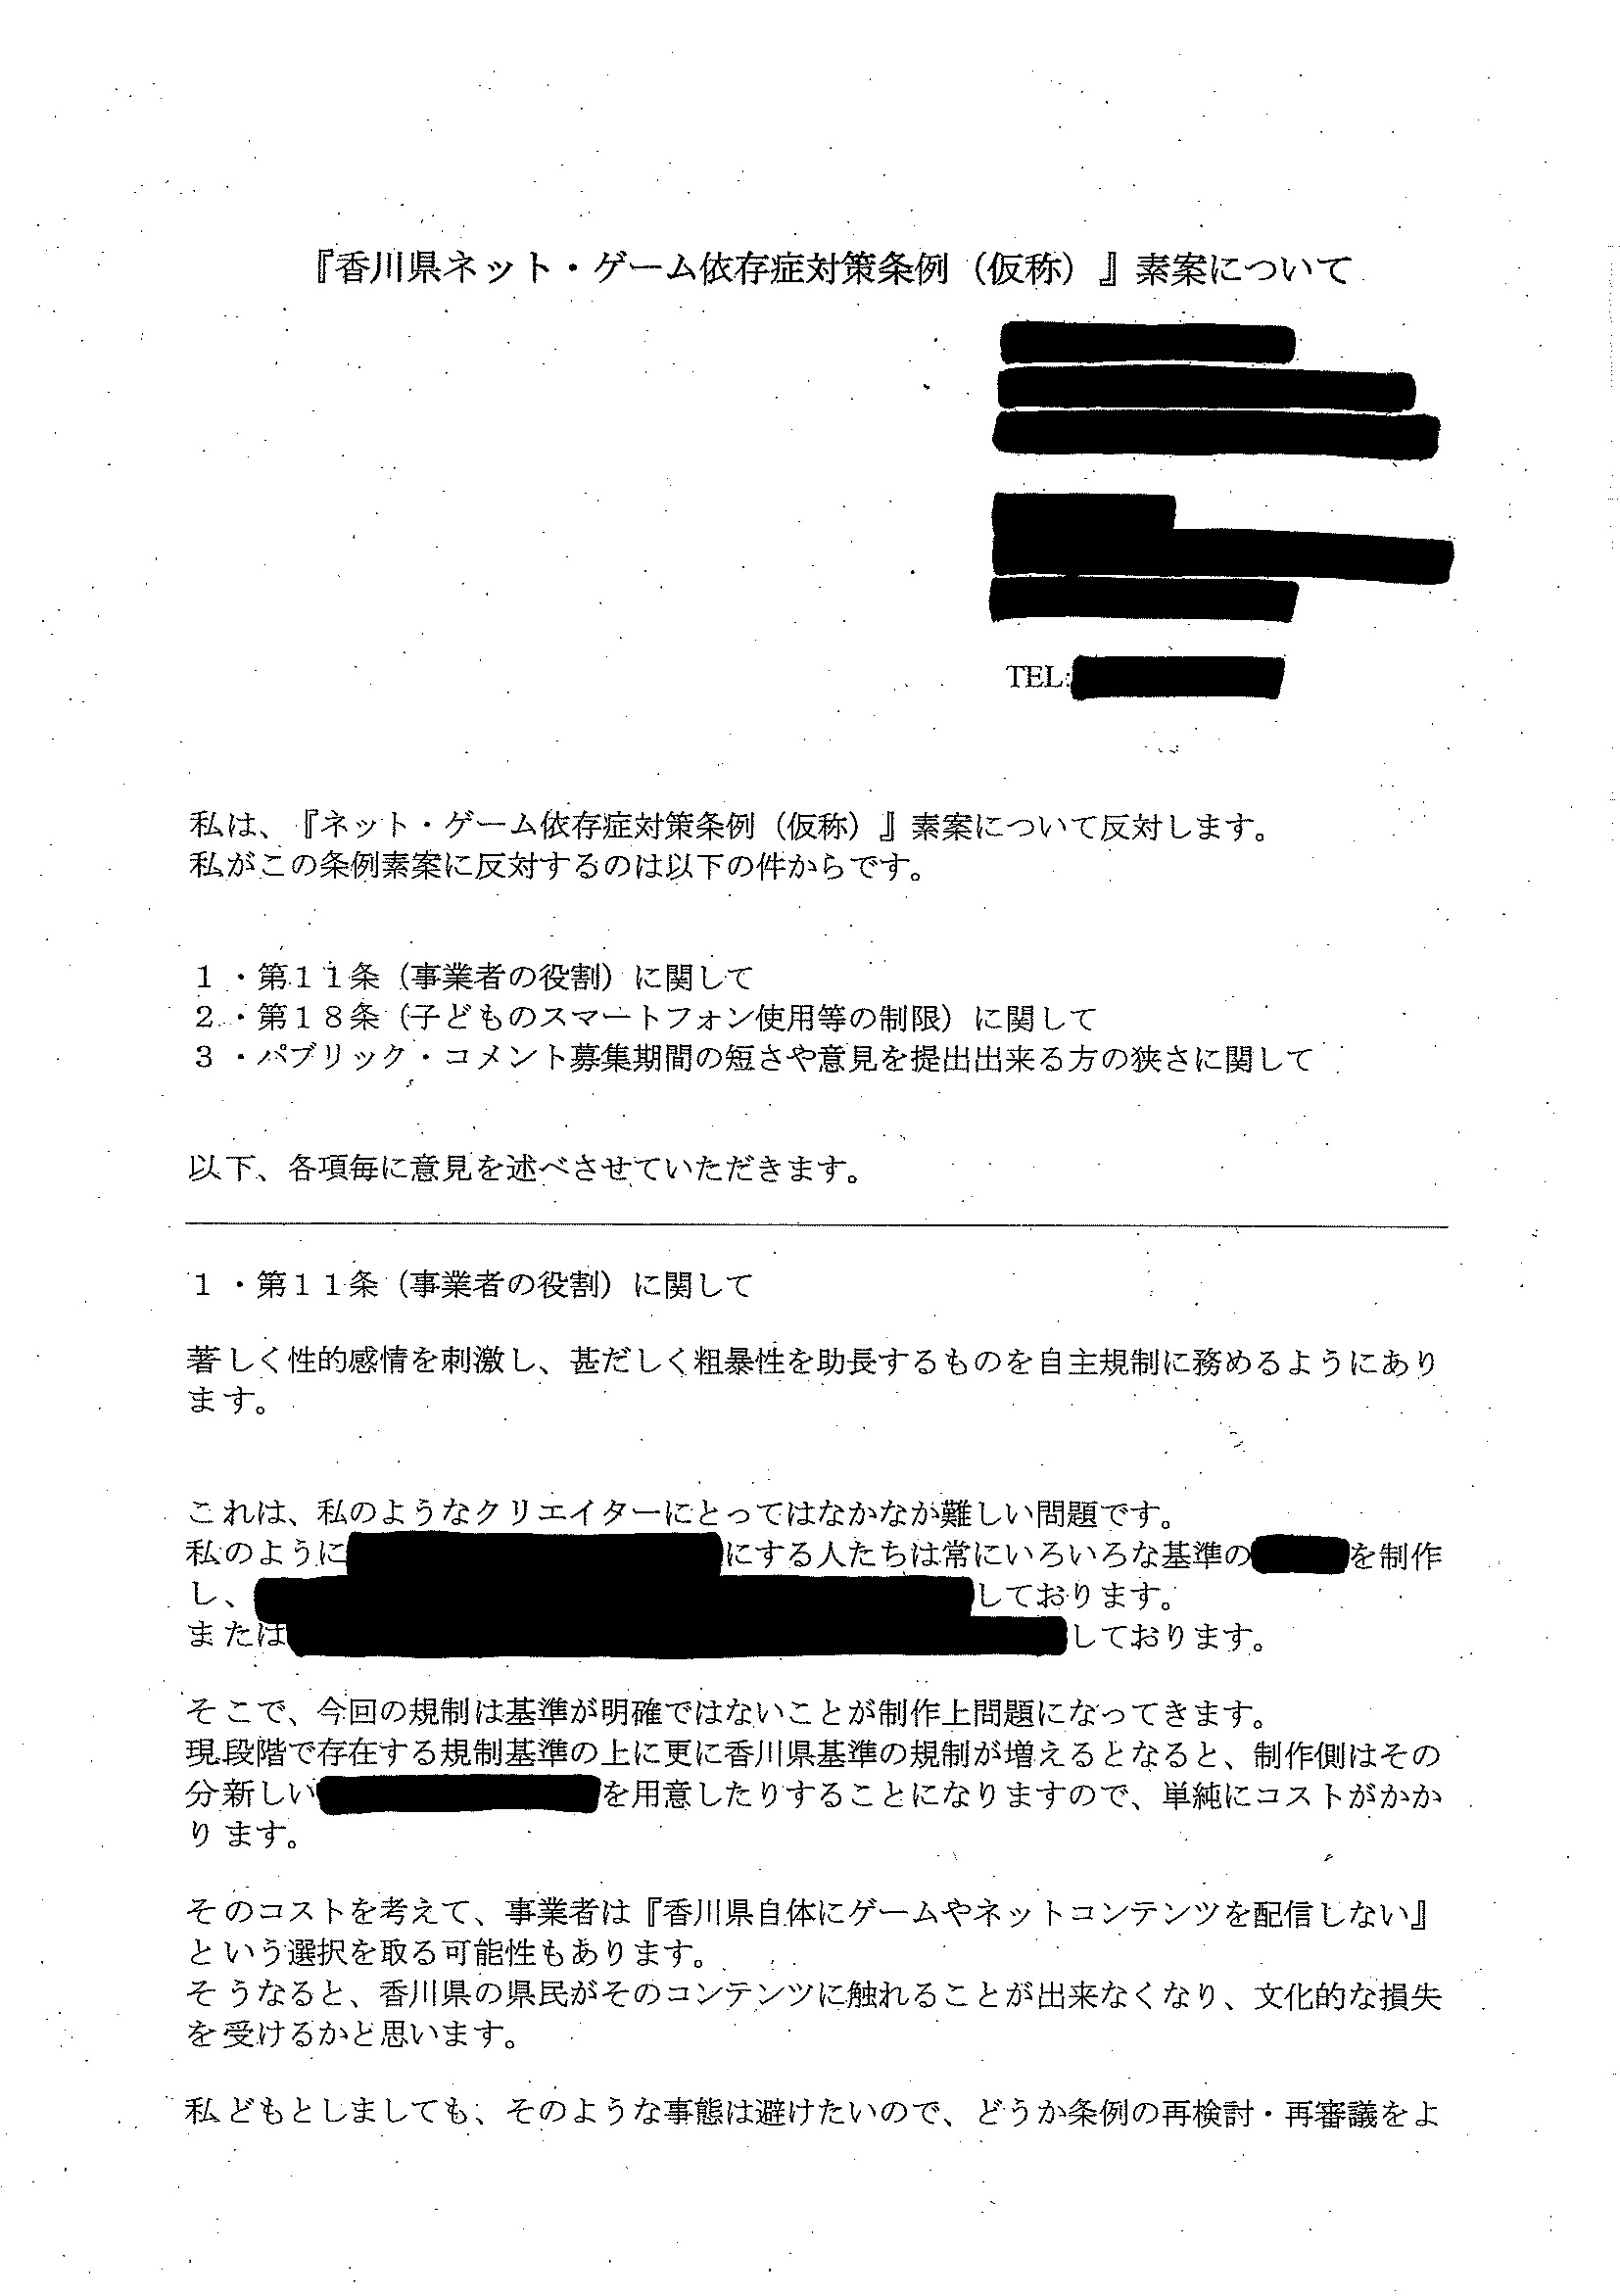 『香川県ネット・ゲーム依存症対策条例（仮称）』素案について
TEL:
私は、『ネット・ゲーム依存症対策条例（仮称）』素案について反対します。
私がこの条例素案に反対するのは以下の件からです。
１・第１１条（事業者の役割）に関して
２・第１８条（子どものスマートフォン使用等の制限）に関して
３・パブリック・コメント募集期間の短さや意見を提出出来る方の狭さに関して
以下、各項毎に意見を述べさせていただきます。
１・第１１条（事業者の役割）に関して
著しく性的感情を刺激し、甚だしく粗暴性を助長するものを自主規制に務めるようにあり
ます。
これは、私のようなクリエイターにとってはなかなか難しい問題です。
私のように にする人たちは常にいろいろな基準の を制作
し、 しております。
または しております。
そこで、今回の規制は基準が明確ではないことが制作上問題になってきます。
現段階で存在する規制基準の上に更に香川県基準の規制が増えるとなると、制作側はその
分新しい を用意したりすることになりますので、単純にコストがかか
ります。
そのコストを考えて、事業者は『香川県自体にゲームやネットコンテンツを配信しない』
という選択を取る可能性もあります。
そうなると、香川県の県民がそのコンテンツに触れることが出来なくなり、文化的な損失
を受けるかと思います。
私どもとしましても、そのような事態は避けたいので、どうか条例の再検討・再審議をよ